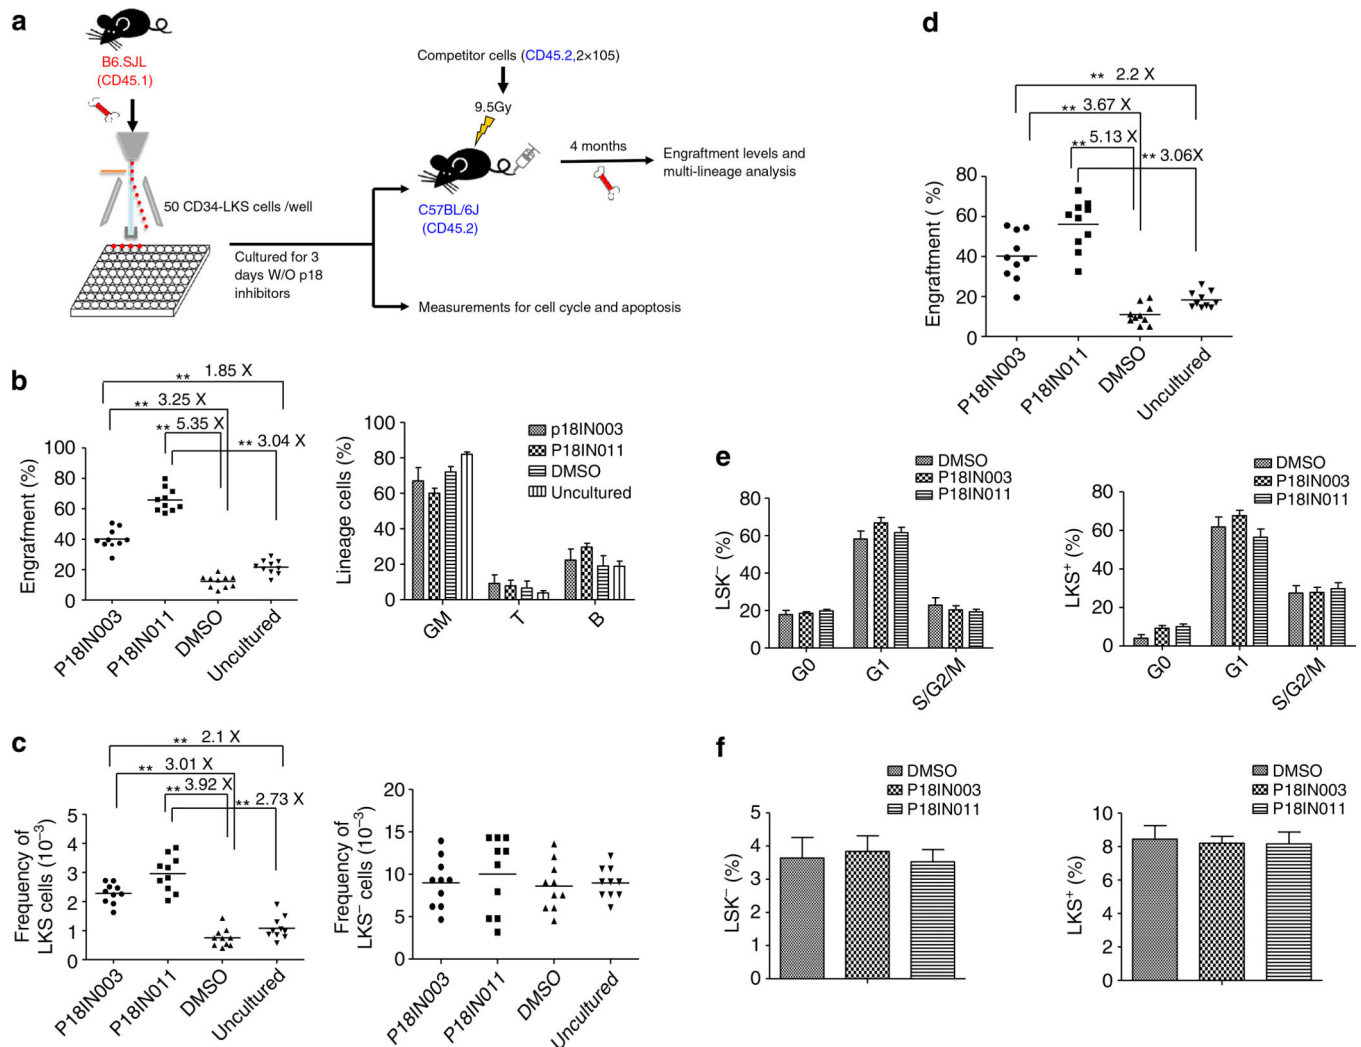 a
B6.SJL
(CD45.1)
50 CD34-LKS cells /well
Cultured for 3
days W/O p18
inhibitors
Competitor cells (CD45.2,2×105)
9.5Gy
C57BL/6J
(CD45.2)
4 months
Engraftment levels and
multi-lineage analysis
Measurements for cell cycle and apoptosis
b
** 1.85 X
** 3.25 X
** 5.35 X
** 3.04 X
Engrafment (%)
100
80
60
40
20
0
P18IN003
P18IN011
DMSO
Uncultured
Lineage cells (%)
100
80
60
40
20
0
p18IN003
P18IN011
DMSO
Uncultured
GM
T
B
c
** 2.1 X
** 3.01 X
** 3.92 X
** 2.73 X
Frequency of
LKS cells (10⁻³)
5
4
3
2
1
0
P18IN003
P18IN011
DMSO
Uncultured
Frequency of
LKS⁻ cells (10⁻³)
20
15
10
5
0
P18IN003
P18IN011
DMSO
Uncultured
d
** 2.2 X
** 3.67 X
** 5.13 X
** 3.06X
Engraftment ( %)
80
60
40
20
0
P18IN003
P18IN011
DMSO
Uncultured
e
DMSO
P18IN003
P18IN011
LSK⁻ (%)
80
60
40
20
0
G0
G1
S/G2/M
DMSO
P18IN003
P18IN011
LKS⁺ (%)
80
60
40
20
0
G0
G1
S/G2/M
f
DMSO
P18IN003
P18IN011
LSK⁻ (%)
5
4
3
2
1
0
DMSO
P18IN003
P18IN011
LKS⁺ (%)
10
8
6
4
2
0